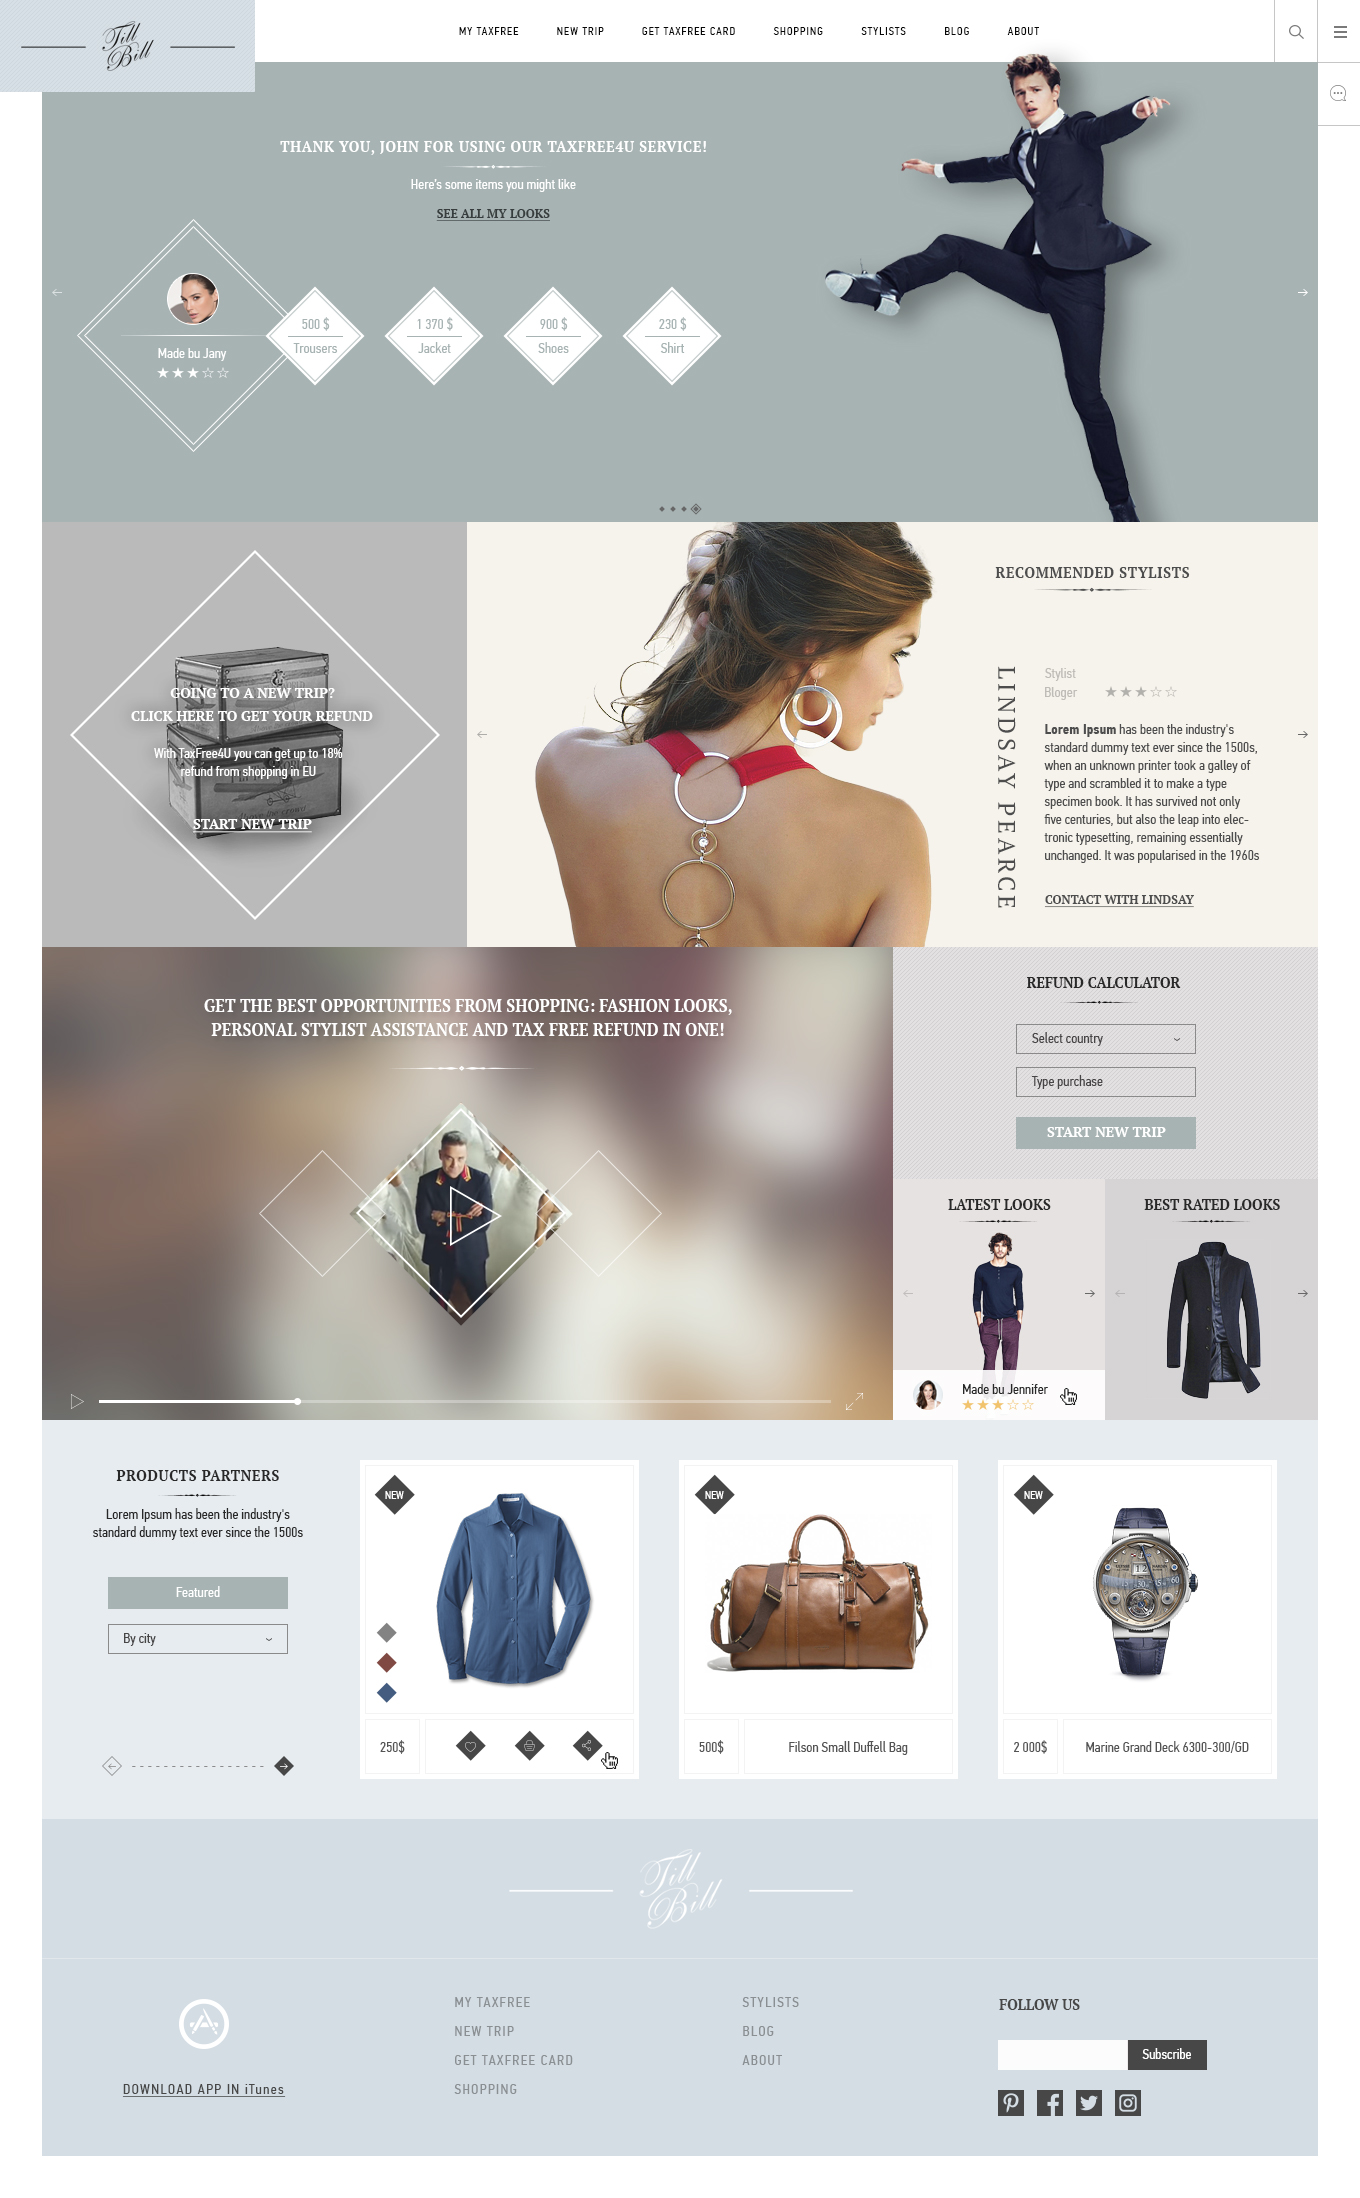 Till
Bill
MY TAXFREE
NEW TRIP
GET TAXFREE CARD
SHOPPING
STYLISTS
BLOG
ABOUT
THANK YOU, JOHN FOR USING OUR TAXFREE4U SERVICE!
Here's some items you might like
SEE ALL MY LOOKS
Made bu Jany
500 $
Trousers
1 370 $
Jacket
900 $
Shoes
230 $
Shirt
GOING TO A NEW TRIP?
CLICK HERE TO GET YOUR REFUND
With TaxFree4U you can get up to 18%
refund from shopping in EU
START NEW TRIP
RECOMMENDED STYLISTS
LINDSAY PEARCE
Stylist
Bloger
Lorem Ipsum has been the industry's
standard dummy text ever since the 1500s,
when an unknown printer took a galley of
type and scrambled it to make a type
specimen book. It has survived not only
five centuries, but also the leap into elec-
tronic typesetting, remaining essentially
unchanged. It was popularised in the 1960s
CONTACT WITH LINDSAY
GET THE BEST OPPORTUNITIES FROM SHOPPING: FASHION LOOKS,
PERSONAL STYLIST ASSISTANCE AND TAX FREE REFUND IN ONE!
REFUND CALCULATOR
Select country
Type purchase
START NEW TRIP
LATEST LOOKS
Made bu Jennifer
BEST RATED LOOKS
PRODUCTS PARTNERS
Lorem Ipsum has been the industry's
standard dummy text ever since the 1500s
Featured
By city
NEW
250$
NEW
500$
Filson Small Duffell Bag
NEW
12
30
45
60
2 000$
Marine Grand Deck 6300-300/GD
Till
Bill
DOWNLOAD APP IN iTunes
MY TAXFREE
NEW TRIP
GET TAXFREE CARD
SHOPPING
STYLISTS
BLOG
ABOUT
FOLLOW US
Subscribe